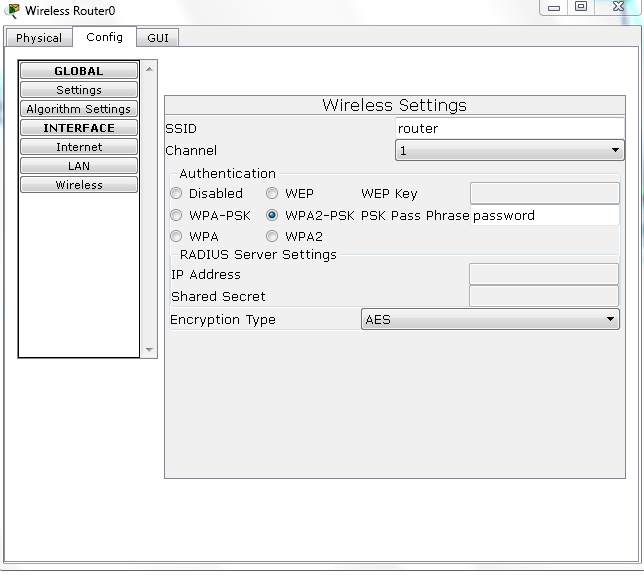 Wireless Router0
Physical Config GUI
GLOBAL
Settings
Algorithm Settings
INTERFACE
Internet
LAN
Wireless
Wireless Settings
SSID router
Channel 1
Authentication
Disabled WEP WEP Key
WPA-PSK WPA2-PSK PSK Pass Phrase password
WPA WPA2
RADIUS Server Settings
IP Address
Shared Secret
Encryption Type AES